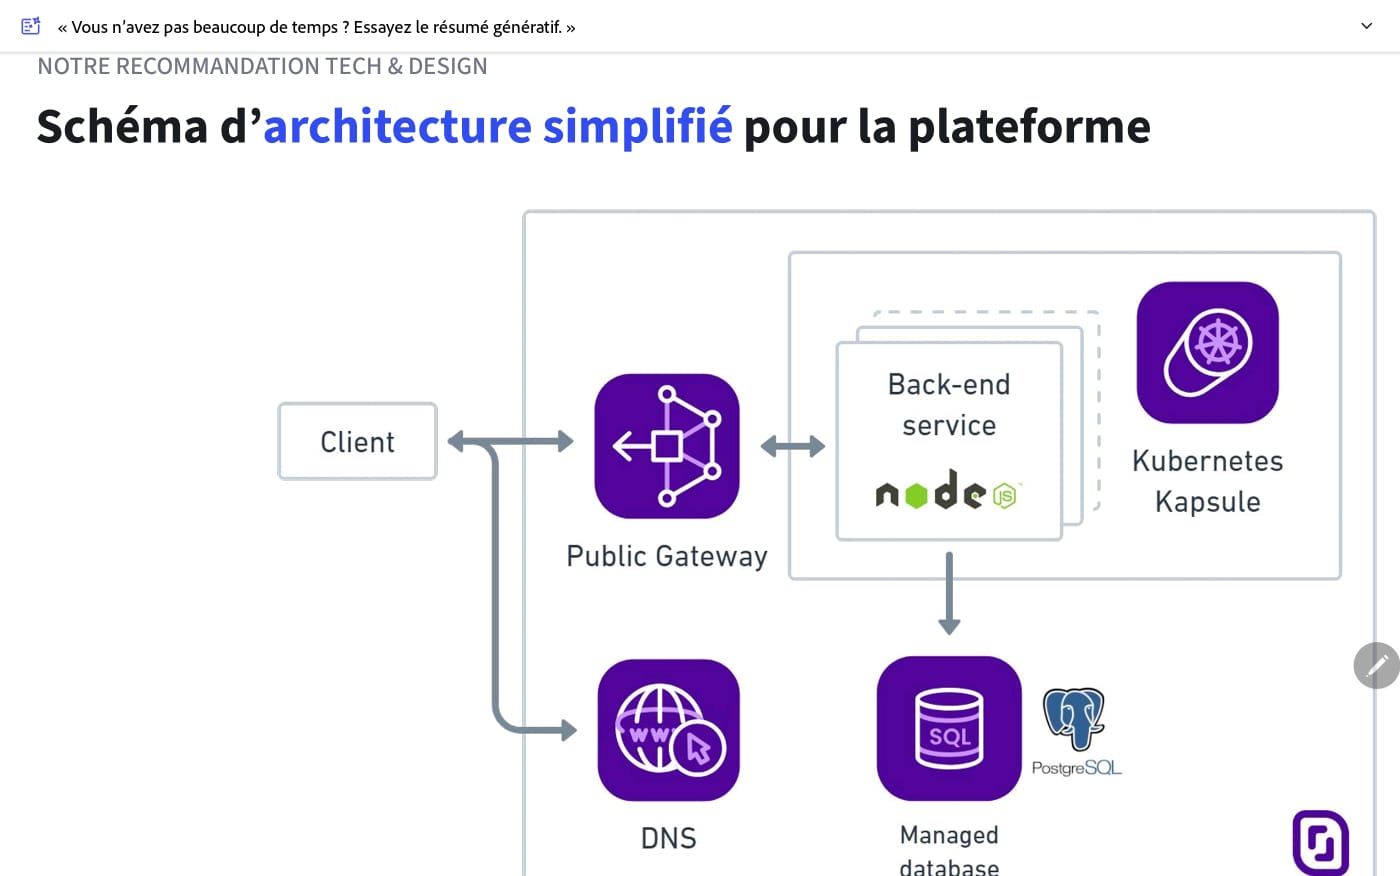 « Vous n’avez pas beaucoup de temps ? Essayez le résumé génératif. »
NOTRE RECOMMANDATION TECH & DESIGN
Schéma d’architecture simplifié pour la plateforme
Client
Public Gateway
Back-end
service
node
JS
Kubernetes
Kapsule
WWW
DNS
SQL
PostgreSQL
Managed
database